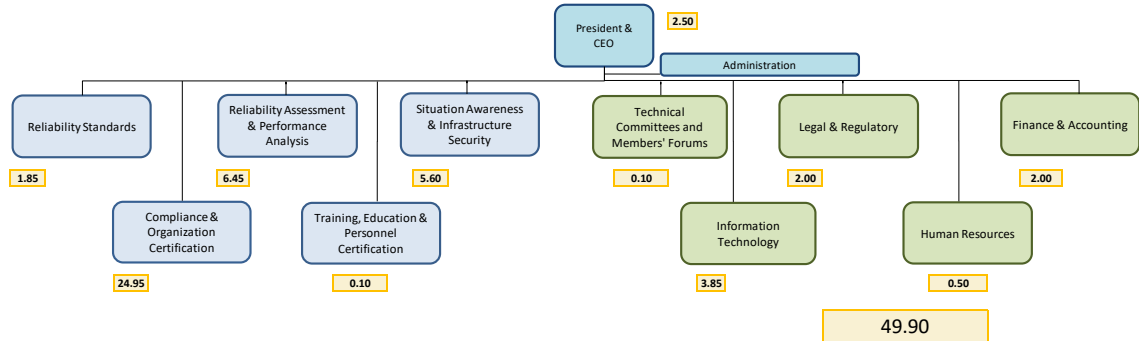 President &
CEO
2.50
Administration
Reliability Standards
Reliability Assessment
& Performance
Analysis
Situation Awareness
& Infrastructure
Security
Technical
Committees and
Members' Forums
Legal & Regulatory
Finance & Accounting
1.85
6.45
5.60
0.10
2.00
2.00
Compliance &
Organization
Certification
Training, Education &
Personnel
Certification
Information
Technology
Human Resources
24.95
0.10
3.85
0.50
49.90